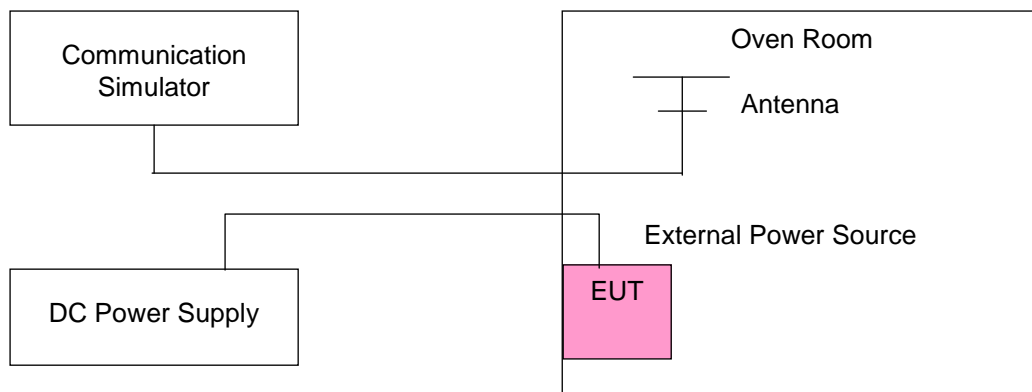 Communication
Simulator
Oven Room
Antenna
External Power Source
EUT
DC Power Supply